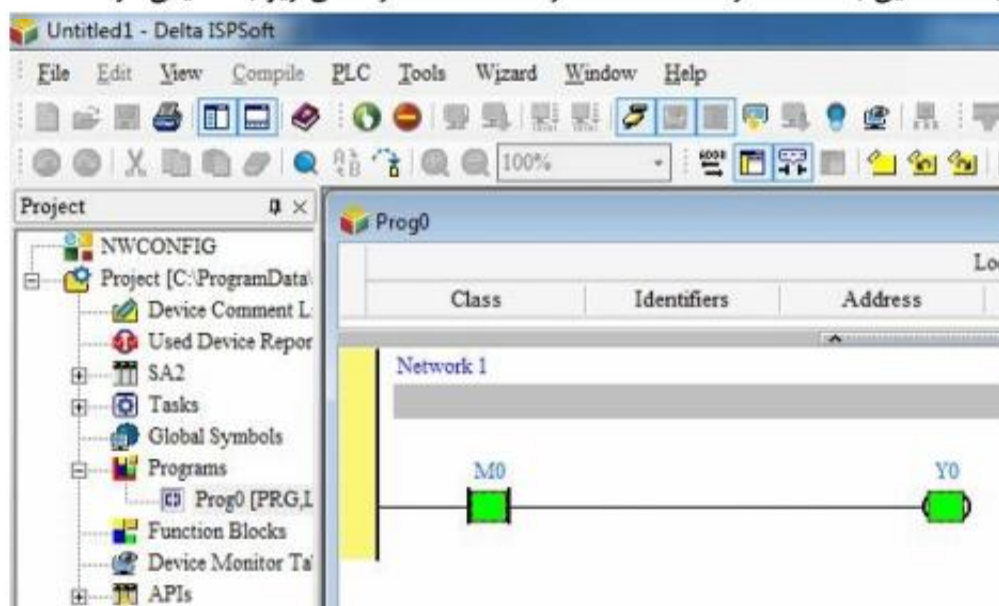 Untitled1 - Delta ISPSoft
File Edit View Compile PLC Tools Wizard Window Help
100%
Project
Prog0
NWCONFIG
Project [C:\ProgramData\
Device Comment L
Used Device Repor
SA2
Tasks
Global Symbols
Programs
Prog0 [PRG,L
Function Blocks
Device Monitor Ta
APIs
Class Identifiers Address
Network 1
M0 Y0